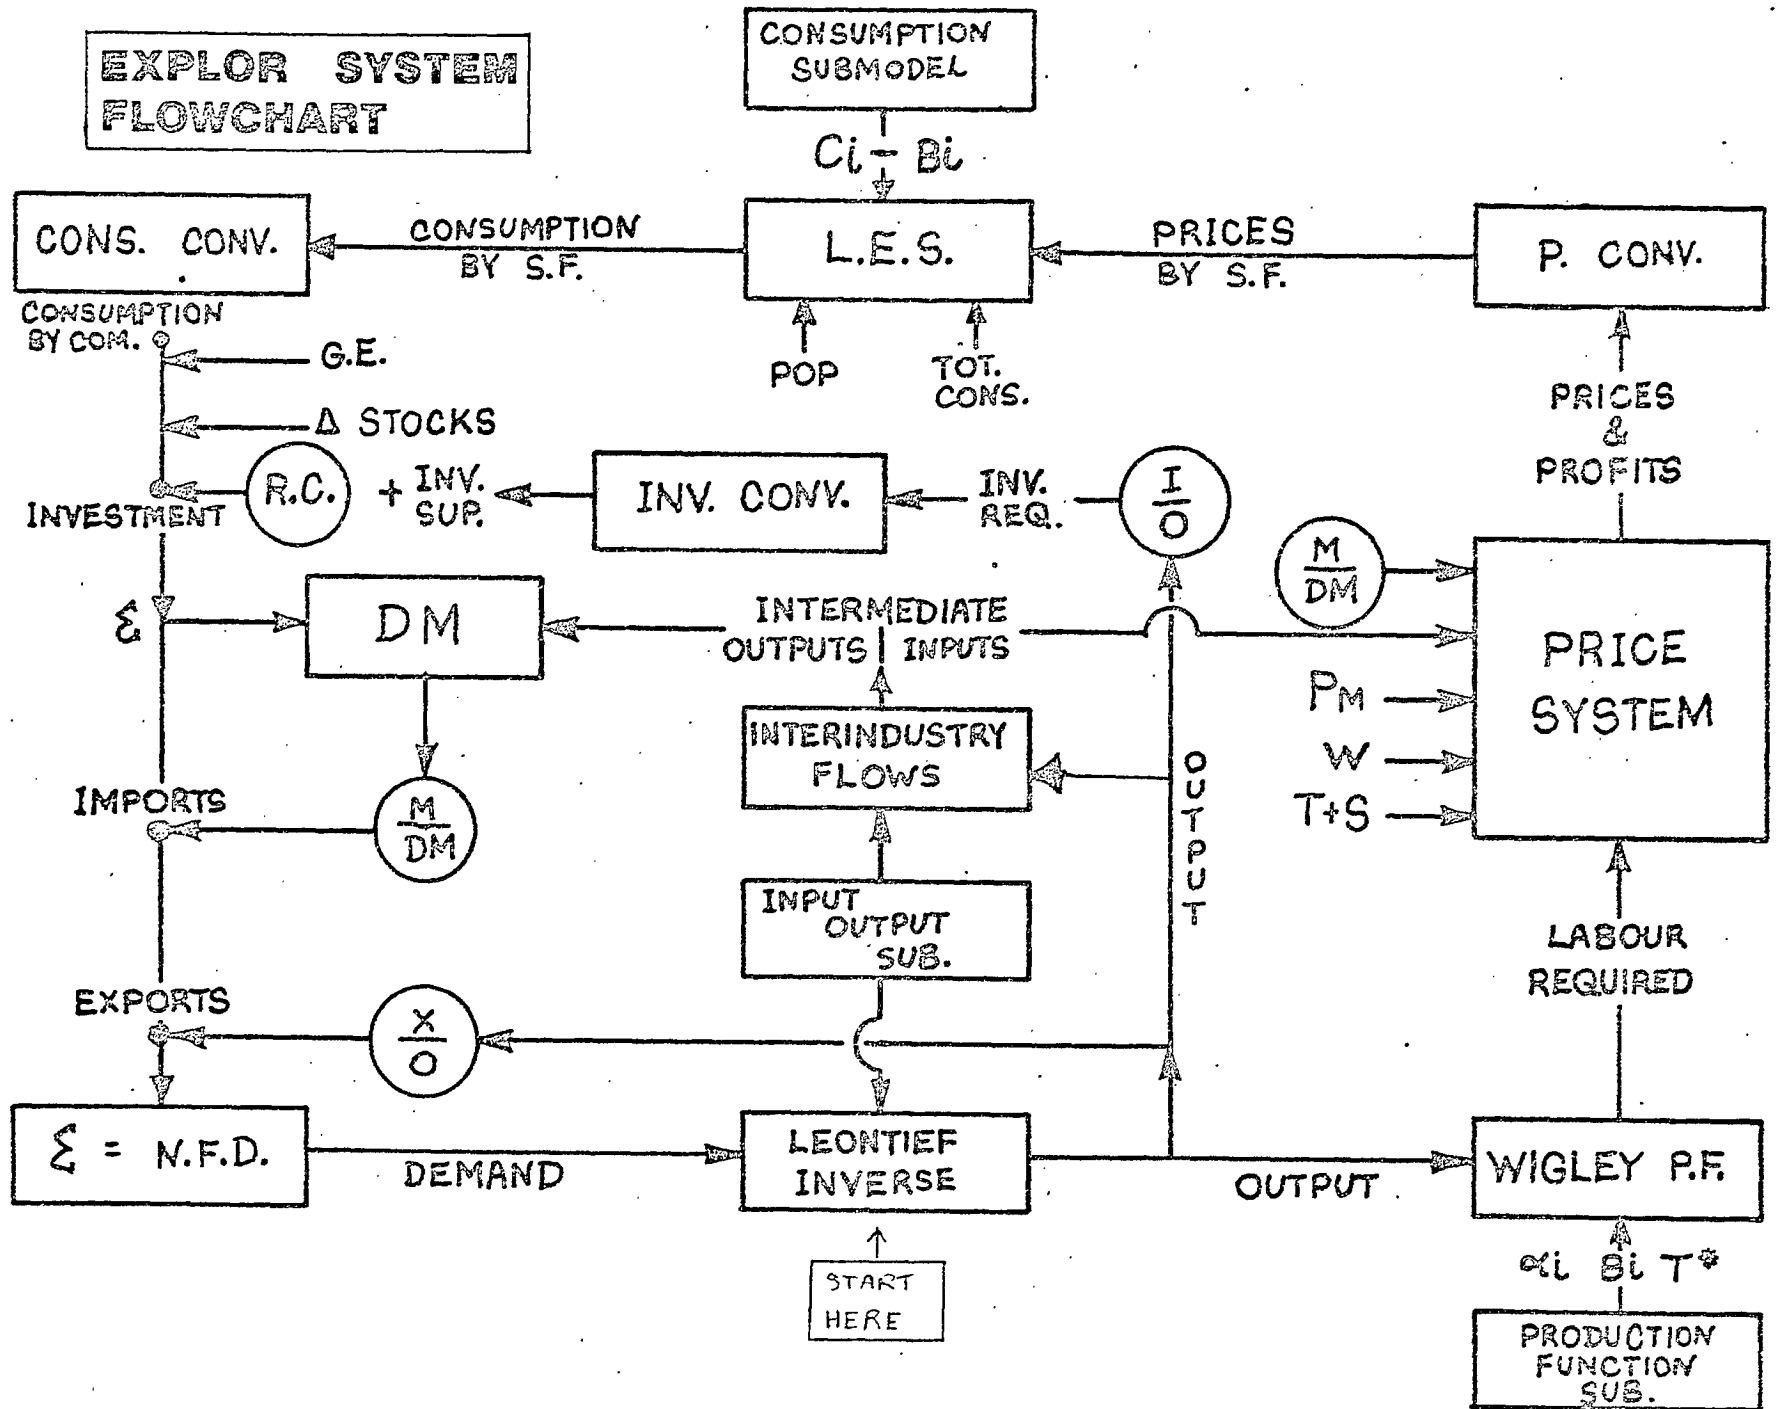 EXPLOR SYSTEM
FLOWCHART
CONSUMPTION
SUBMODEL
Ci - Bi
CONS. CONV.
CONSUMPTION
BY S.F.
L.E.S.
PRICES
BY S.F.
P. CONV.
CONSUMPTION
BY COM.
G.E.
POP
TOT.
CONS.
Δ STOCKS
PRICES
&
PROFITS
INVESTMENT
R.C.
+ INV.
SUP.
INV. CONV.
INV.
REQ.
I
O
M
DM
Σ
DM
INTERMEDIATE
OUTPUTS INPUTS
PRICE
SYSTEM
PM
W
T+S
INTERINDUSTRY
FLOWS
OUTPUT
IMPORTS
M
DM
INPUT
OUTPUT
SUB.
LABOUR
REQUIRED
EXPORTS
X
O
Σ = N.F.D.
DEMAND
LEONTIEF
INVERSE
OUTPUT
WIGLEY P.F.
START
HERE
αi Bi T*
PRODUCTION
FUNCTION
SUB.